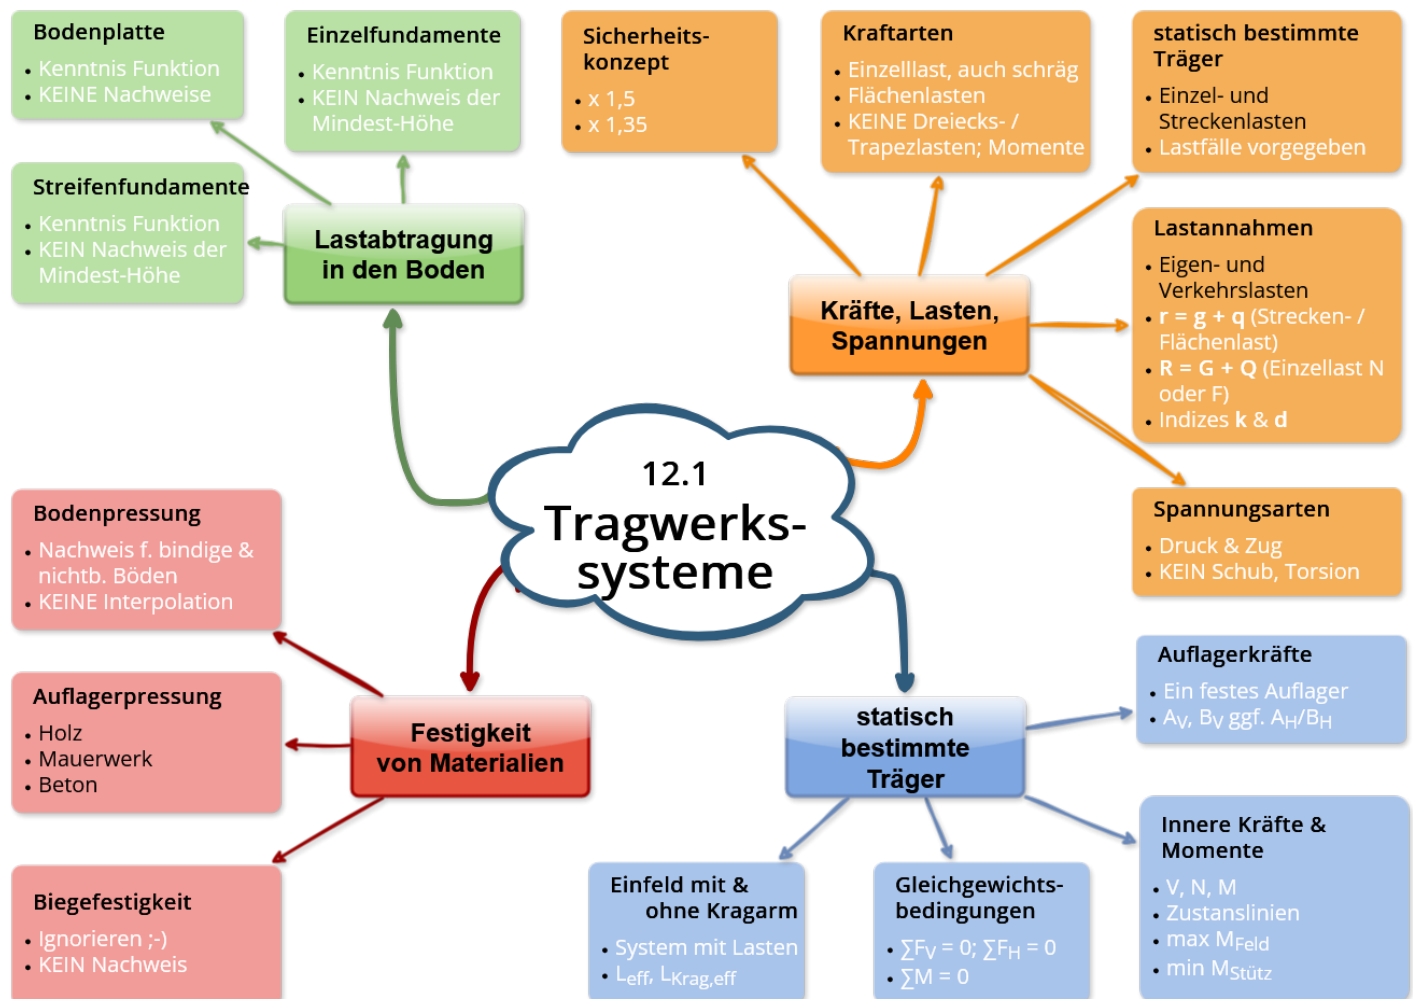 Bodenplatte
• Kenntnis Funktion
• KEINE Nachweise
Einzelfundamente
• Kenntnis Funktion
• KEIN Nachweis der
Mindest-Höhe
Streifenfundamente
• Kenntnis Funktion
• KEIN Nachweis der
Mindest-Höhe
Lastabtragung
in den Boden
Sicherheits-
konzept
• x 1,5
• x 1,35
Kraftarten
• Einzelllast, auch schräg
• Flächenlasten
• KEINE Dreiecks- /
Trapezlasten; Momente
statisch bestimmte
Träger
• Einzel- und
Streckenlasten
• Lastfälle vorgegeben
Kräfte, Lasten,
Spannungen
Lastannahmen
• Eigen- und
Verkehrslasten
• r = g + q (Strecken- /
Flächenlast)
• R = G + Q (Einzellast N
oder F)
• Indizes k & d
Spannungsarten
• Druck & Zug
• KEIN Schub, Torsion
12.1
Tragwerks-
systeme
Bodenpressung
• Nachweis f. bindige &
nichtb. Böden
• KEINE Interpolation
Auflagerpressung
• Holz
• Mauerwerk
• Beton
Biegefestigkeit
• Ignorieren ;-)
• KEIN Nachweis
Festigkeit
von Materialien
statisch
bestimmte
Träger
Auflagerkräfte
• Ein festes Auflager
• AV, BV ggf. AH/BH
Einfeld mit &
ohne Kragarm
• System mit Lasten
• Leff, LKrag,eff
Gleichgewichts-
bedingungen
• ∑FV = 0; ∑FH = 0
• ∑M = 0
Innere Kräfte &
Momente
• V, N, M
• Zustanslinien
• max MFeld
• min MStütz